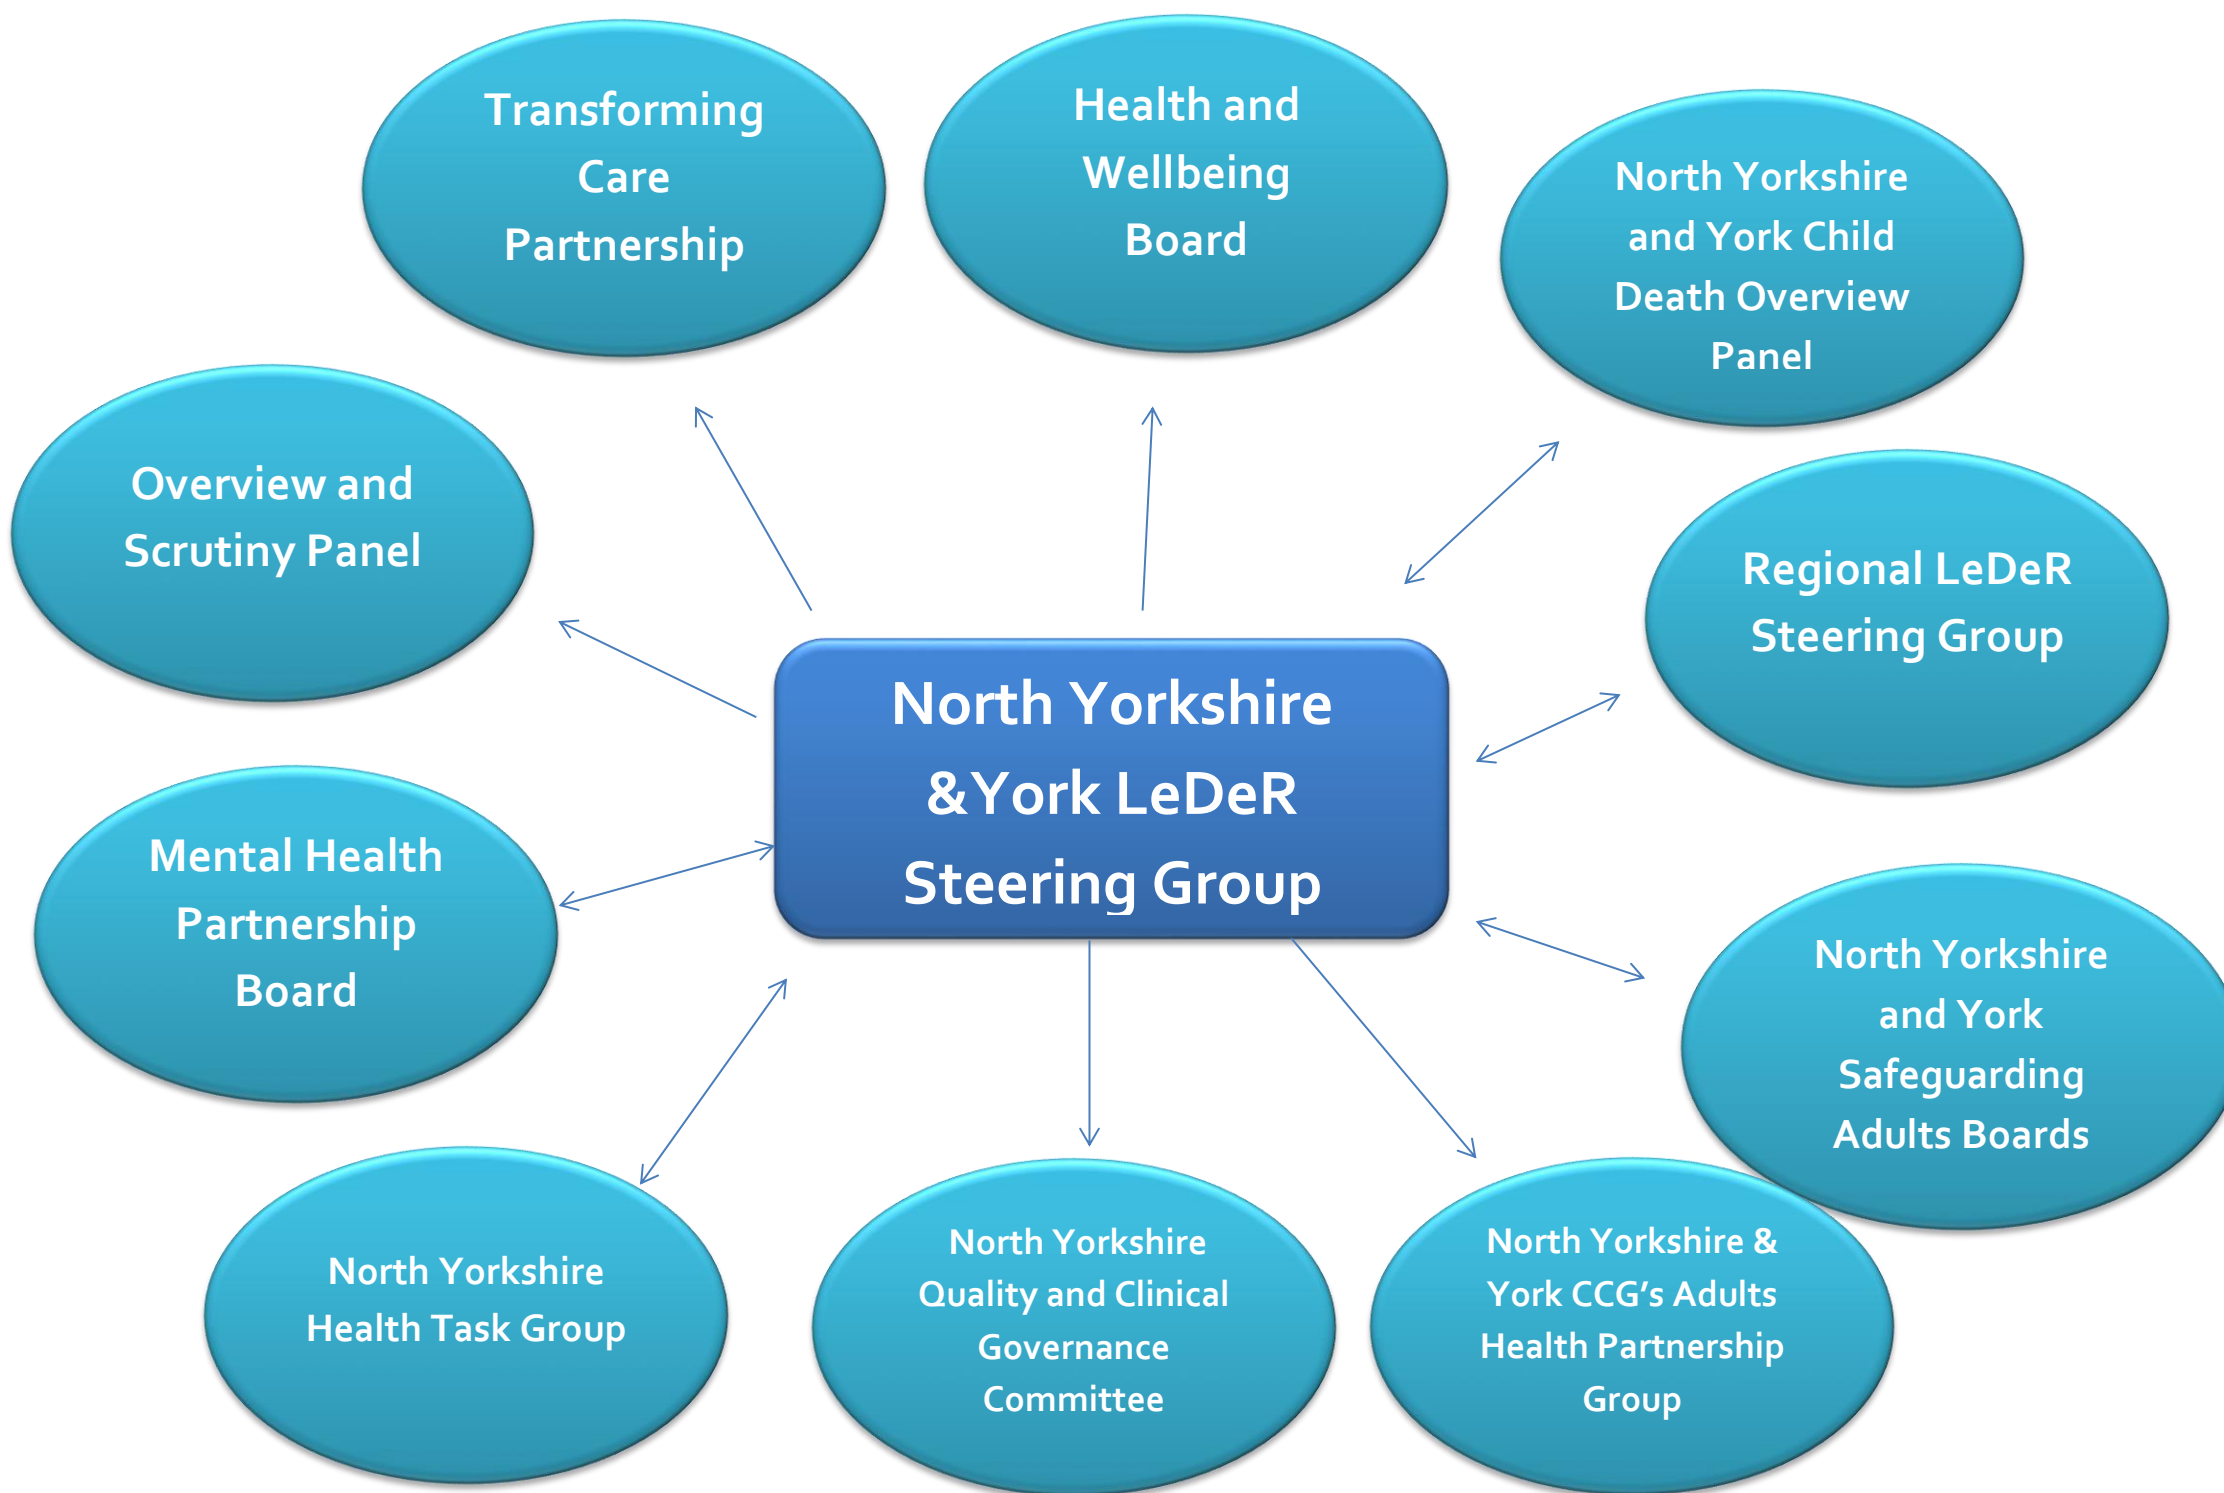 Transforming
Care
Partnership
Health and
Wellbeing
Board
North Yorkshire
and York Child
Death Overview
Panel
Overview and
Scrutiny Panel
Regional LeDeR
Steering Group
North Yorkshire
&York LeDeR
Steering Group
Mental Health
Partnership
Board
North Yorkshire
and York
Safeguarding
Adults Boards
North Yorkshire
Health Task Group
North Yorkshire
Quality and Clinical
Governance
Committee
North Yorkshire &
York CCG’s Adults
Health Partnership
Group